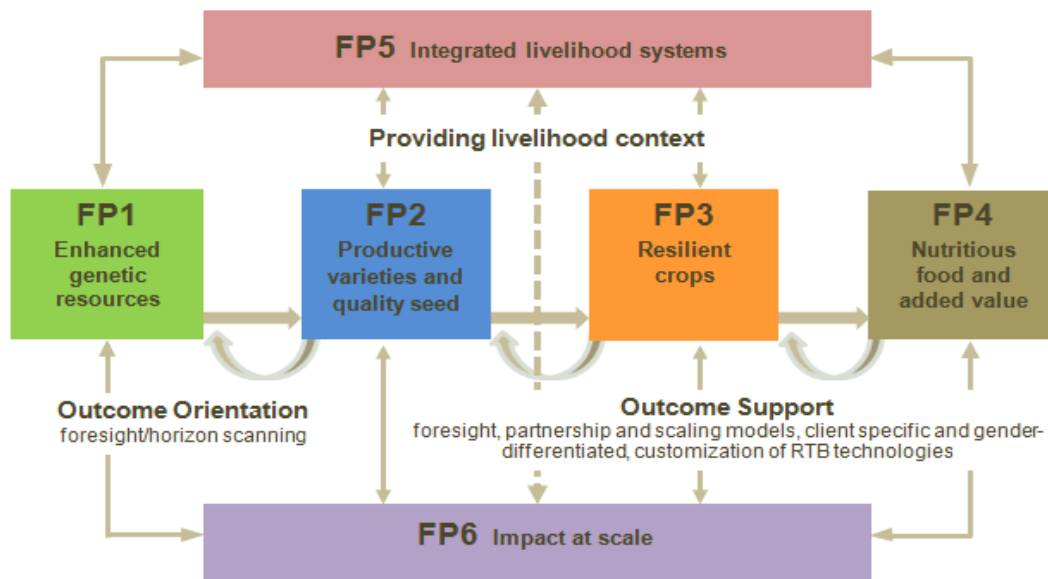 FP5 Integrated livelihood systems
Providing livelihood context
FP1
Enhanced
genetic
resources
FP2
Productive
varieties and
quality seed
FP3
Resilient
crops
FP4
Nutritious
food and
added value
Outcome Orientation
foresight/horizon scanning
Outcome Support
foresight, partnership and scaling models, client specific and gender-
differentiated, customization of RTB technologies
FP6 Impact at scale